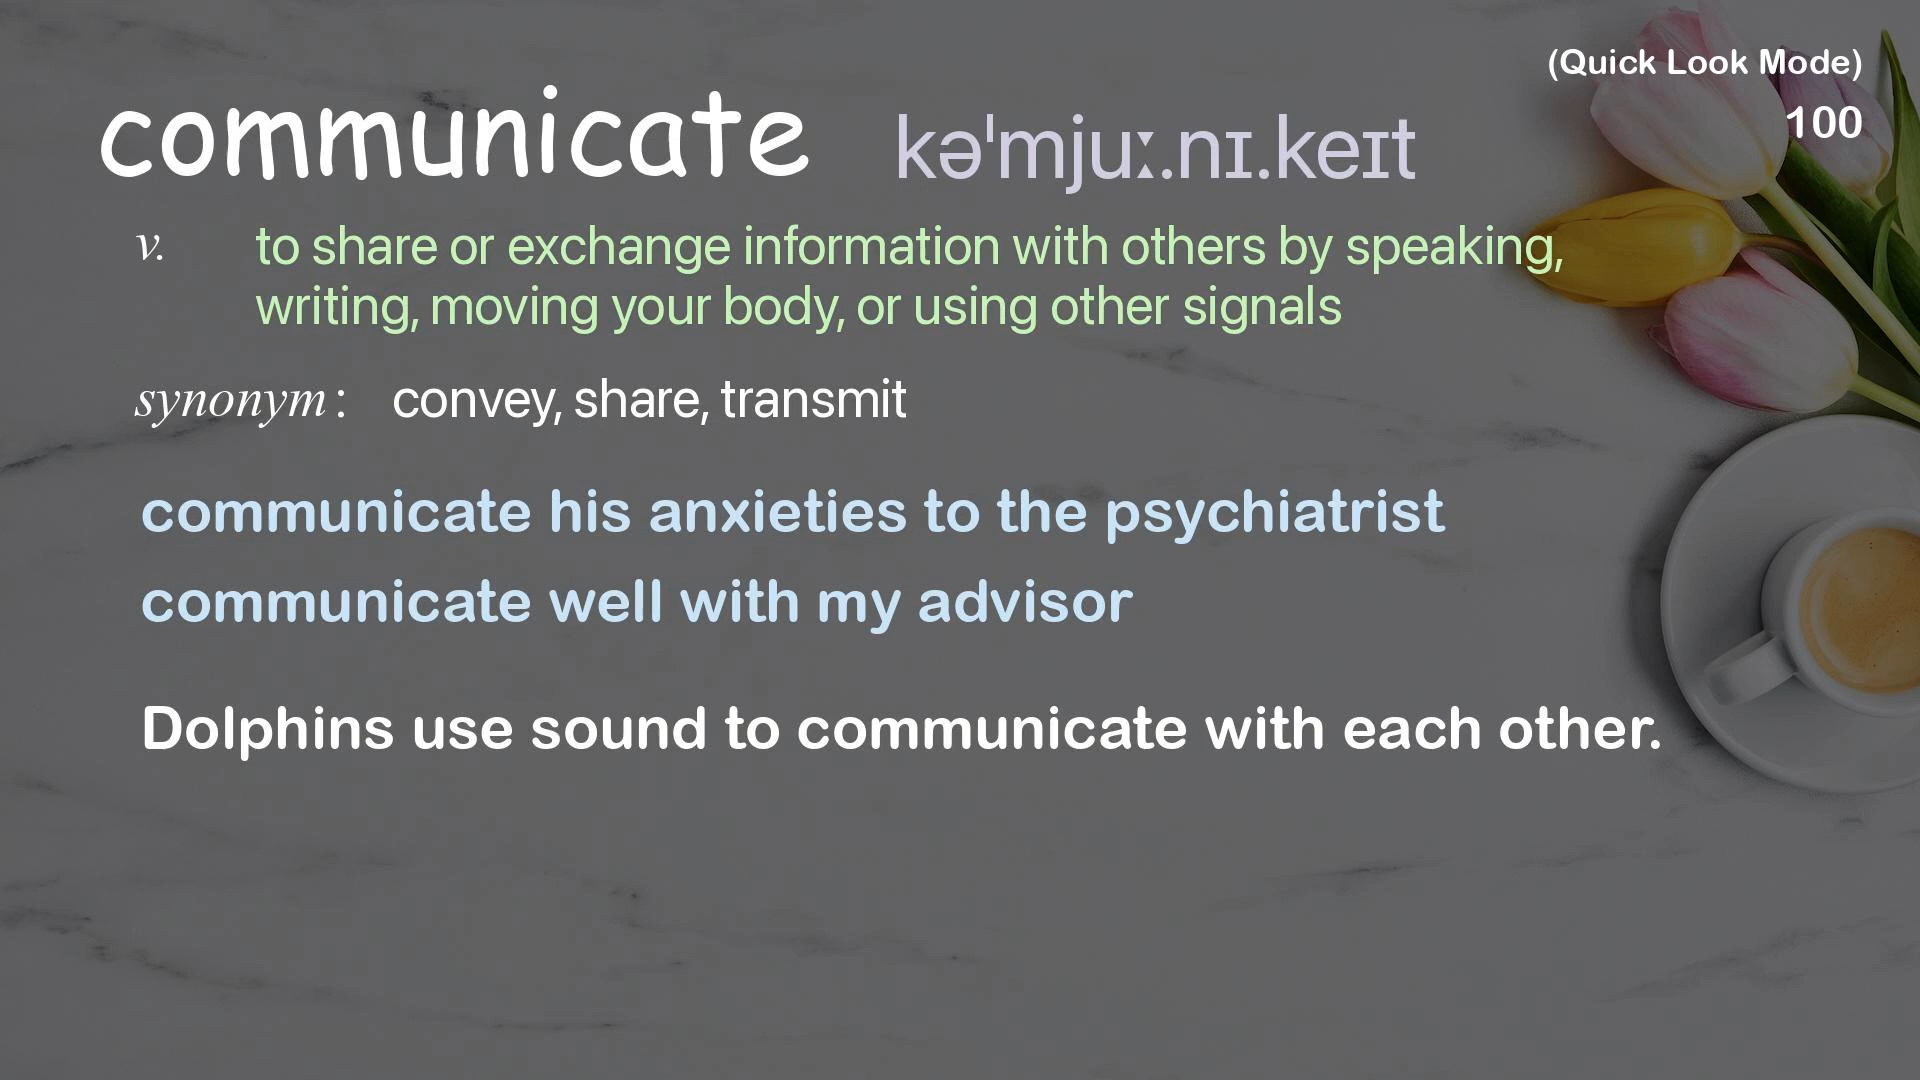 (Quick Look Mode)
100
communicate kəˈmjuː.nɪ.keɪt
v. to share or exchange information with others by speaking,
writing, moving your body, or using other signals
synonym : convey, share, transmit
communicate his anxieties to the psychiatrist
communicate well with my advisor
Dolphins use sound to communicate with each other.